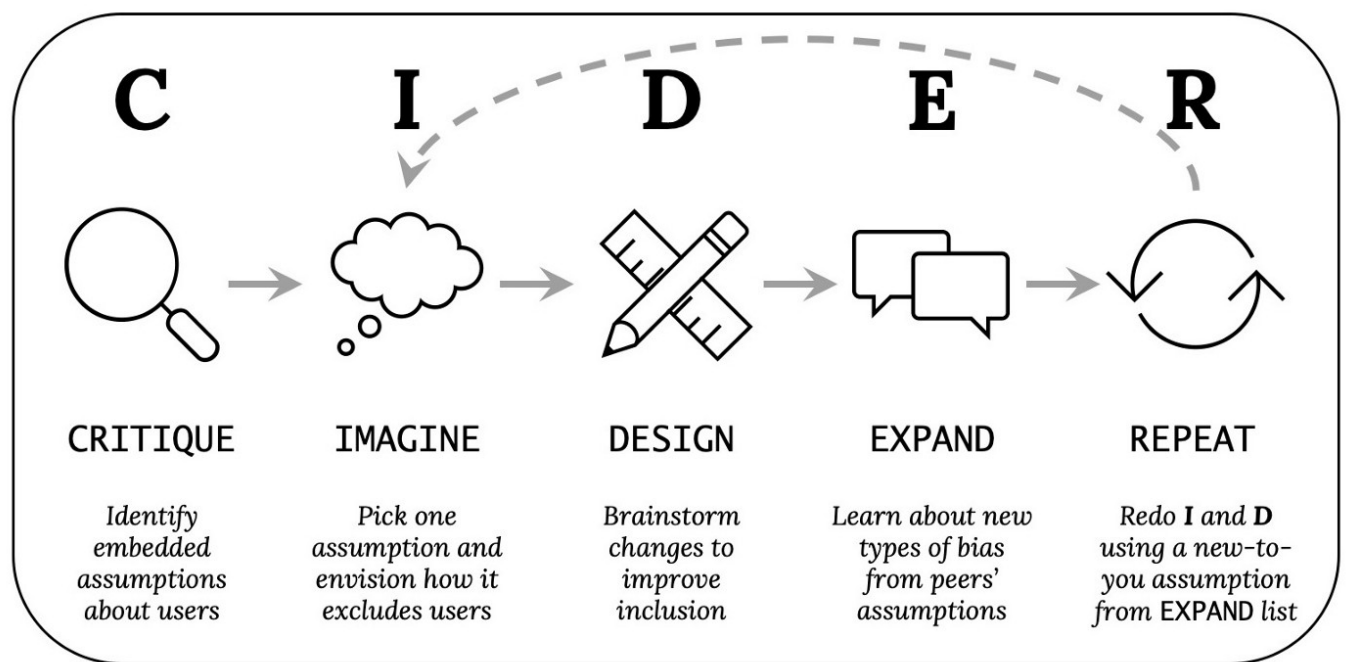 C I D E R
CRITIQUE
Identify
embedded
assumptions
about users
IMAGINE
Pick one
assumption and
envision how it
excludes users
DESIGN
Brainstorm
changes to
improve
inclusion
EXPAND
Learn about new
types of bias
from peers’
assumptions
REPEAT
Redo I and D
using a new-to-
you assumption
from EXPAND list